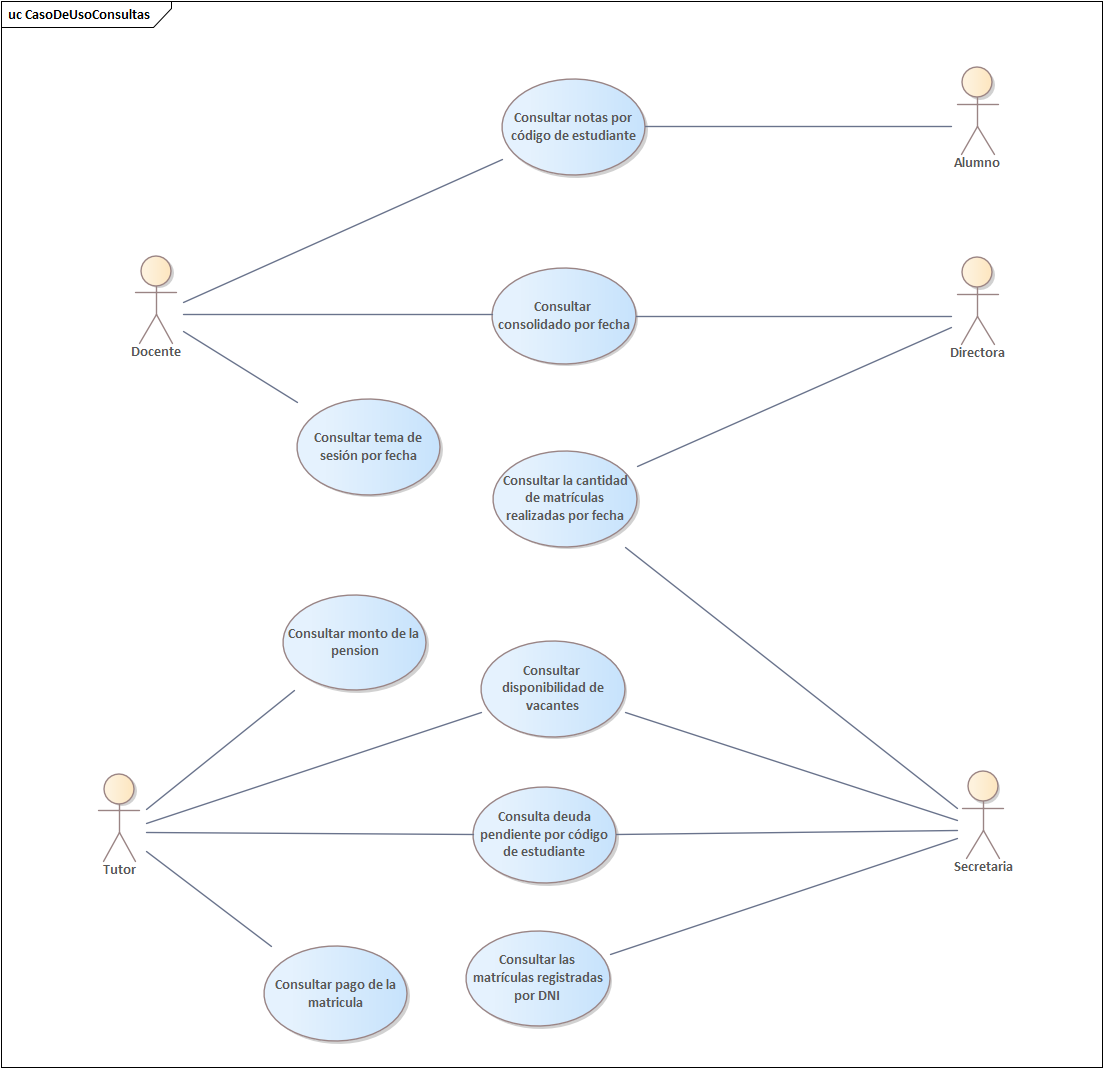 uc CasoDeUsoConsultas
Consultar notas por
código de estudiante
Alumno
Docente
Consultar
consolidado por fecha
Directora
Consultar tema de
sesión por fecha
Consultar la cantidad
de matrículas
realizadas por fecha
Consultar monto de la
pension
Consultar
disponibilidad de
vacantes
Tutor
Consulta deuda
pendiente por código
de estudiante
Secretaria
Consultar pago de la
matricula
Consultar las
matrículas registradas
por DNI